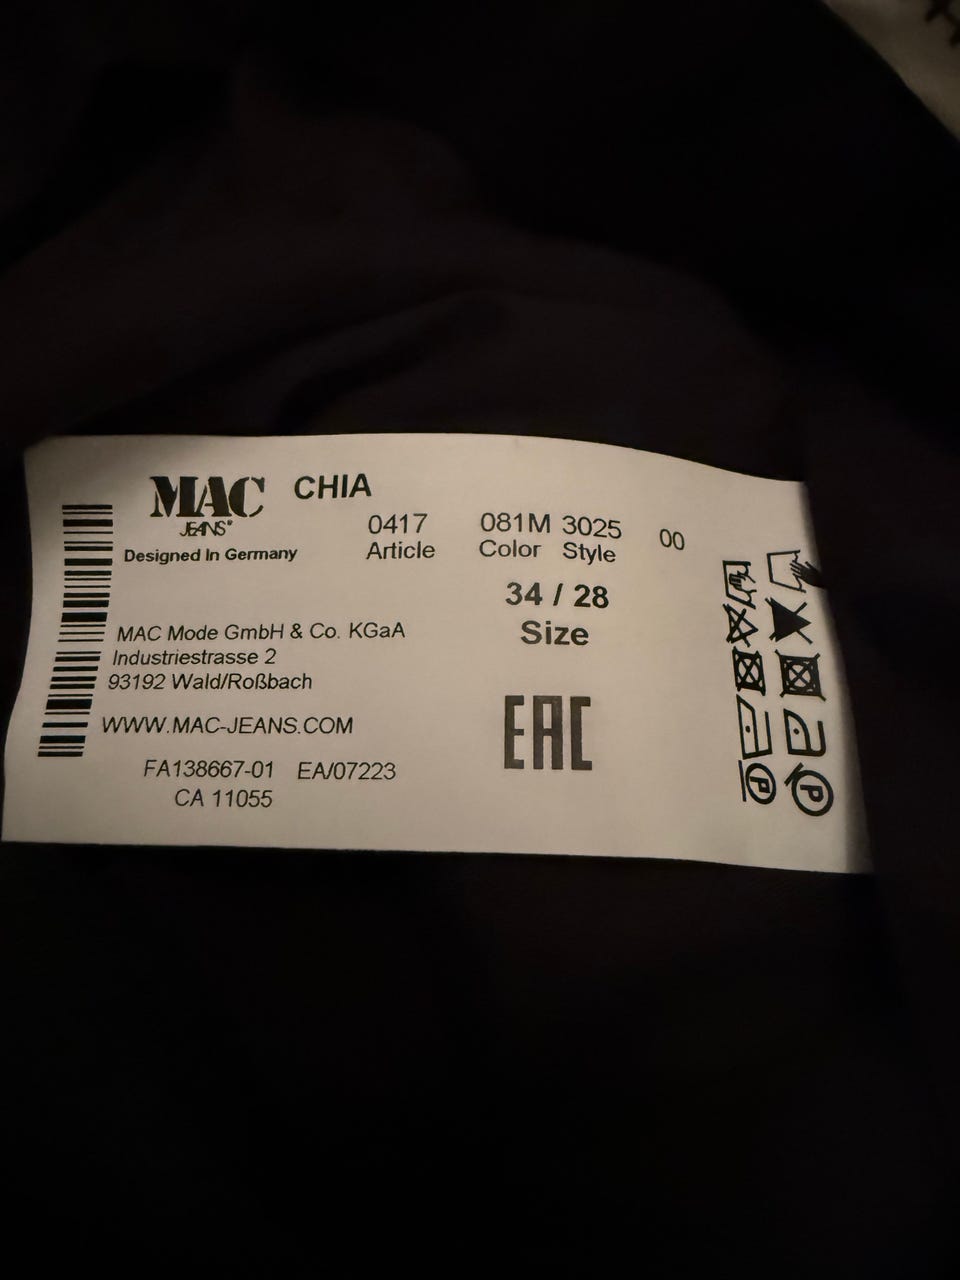 MAC CHIA
JEANS®
Designed In Germany
0417 081M 3025 00
Article Color Style
34 / 28
Size
MAC Mode GmbH & Co. KGaA
Industriestrasse 2
93192 Wald/Roßbach
WWW.MAC-JEANS.COM
EAC
FA138667-01 EA/07223
CA 11055
P
P